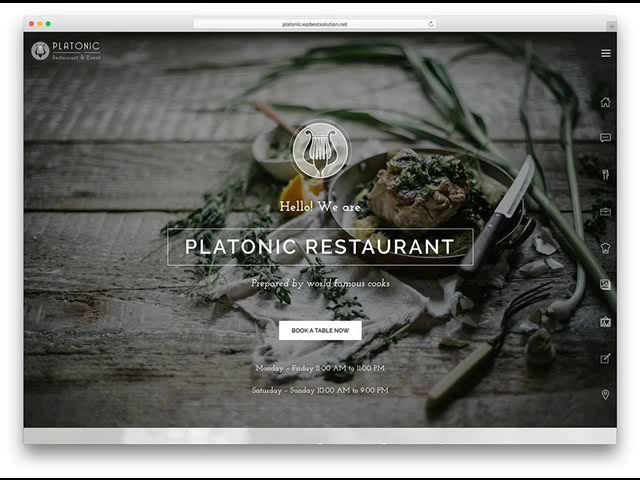 platonic.wpbestsolution.net
PLATONIC
Restaurant & Event
Hello! We are
PLATONIC RESTAURANT
Prepared by world famous cooks
BOOK A TABLE NOW
Monday - Friday 11:00 AM to 11:00 PM
Saturday - Sunday 10:00 AM to 9:00 PM